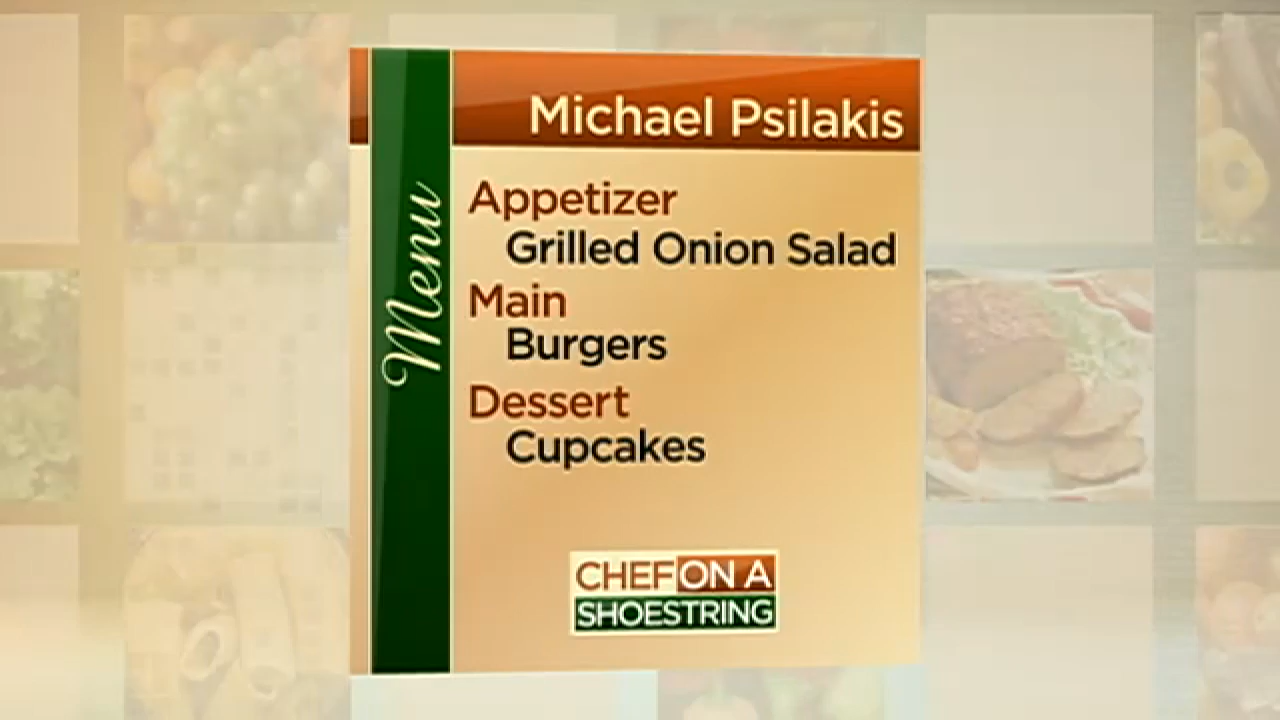 Michael Psilakis
Menu
Appetizer
Grilled Onion Salad
Main
Burgers
Dessert
Cupcakes
CHEF ON A
SHOESTRING